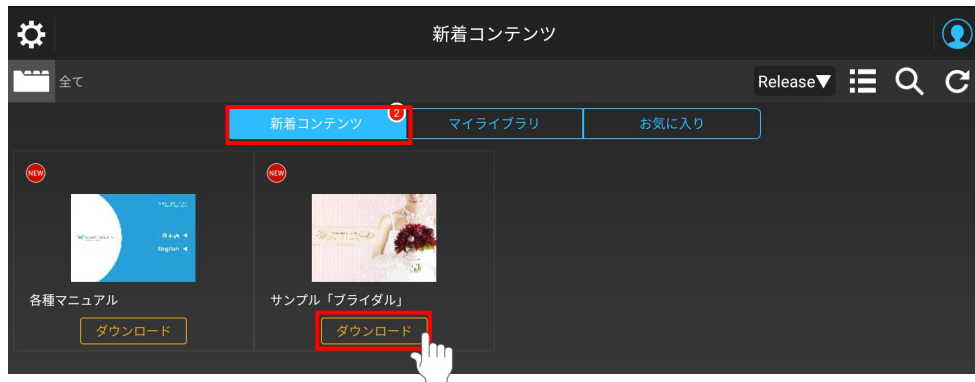 新着コンテンツ
全て
Release▼
新着コンテンツ
2
マイライブラリ
お気に入り
NEW
NEW
日本語 ◀
English ◀
各種マニュアル
サンプル「ブライダル」
ダウンロード
ダウンロード